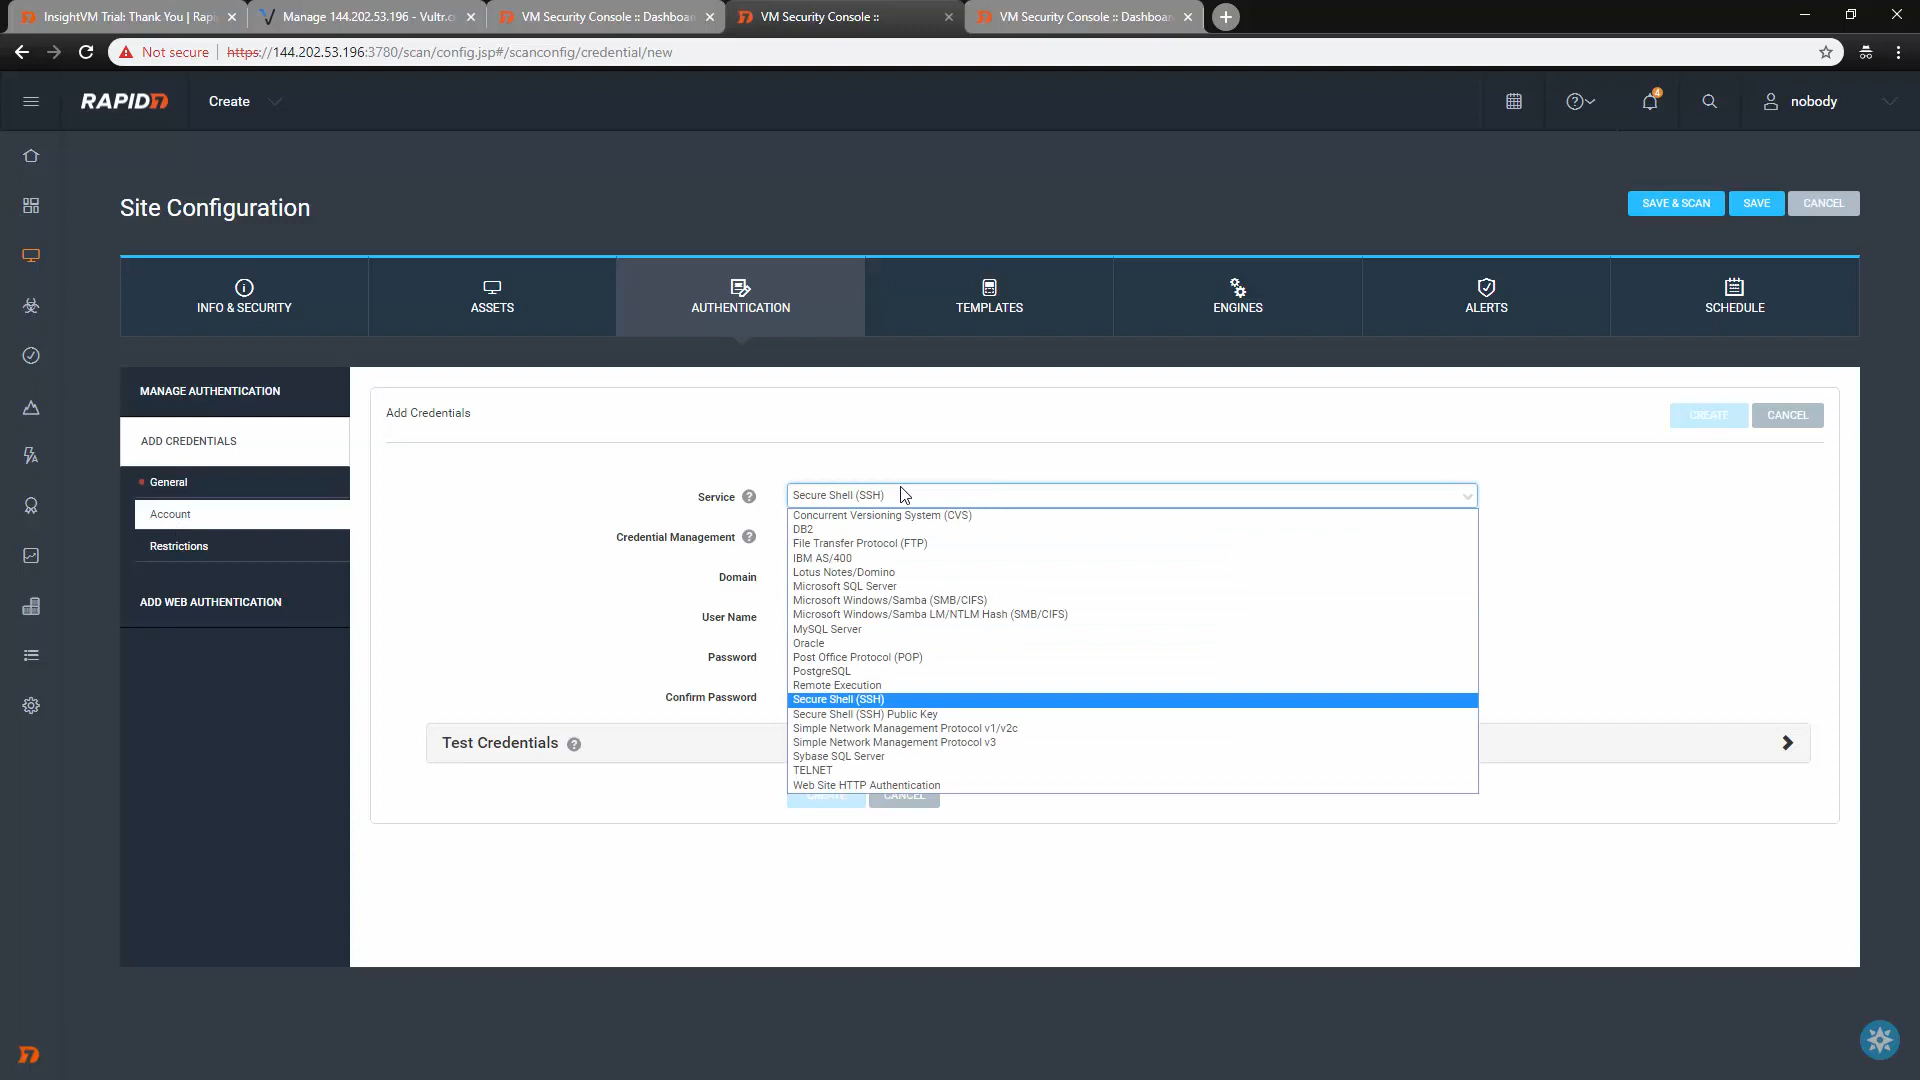 InsightVM Trial: Thank You | Rapi
Manage 144.202.53.196 - Vultr.c
VM Security Console :: Dashboar
VM Security Console ::
VM Security Console :: Dashboar
Not secure
https://144.202.53.196:3780/scan/config.jsp#/scanconfig/credential/new
RAPID7
Create
4
nobody
Site Configuration
SAVE & SCAN
SAVE
CANCEL
INFO & SECURITY
ASSETS
AUTHENTICATION
TEMPLATES
ENGINES
ALERTS
SCHEDULE
MANAGE AUTHENTICATION
ADD CREDENTIALS
General
Account
Restrictions
ADD WEB AUTHENTICATION
Add Credentials
CREATE
CANCEL
Service ?
Secure Shell (SSH)
Credential Management ?
Domain
User Name
Password
Confirm Password
Concurrent Versioning System (CVS)
DB2
File Transfer Protocol (FTP)
IBM AS/400
Lotus Notes/Domino
Microsoft SQL Server
Microsoft Windows/Samba (SMB/CIFS)
Microsoft Windows/Samba LM/NTLM Hash (SMB/CIFS)
MySQL Server
Oracle
Post Office Protocol (POP)
PostgreSQL
Remote Execution
Secure Shell (SSH)
Secure Shell (SSH) Public Key
Simple Network Management Protocol v1/v2c
Simple Network Management Protocol v3
Sybase SQL Server
TELNET
Web Site HTTP Authentication
Test Credentials ?
CREATE
CANCEL